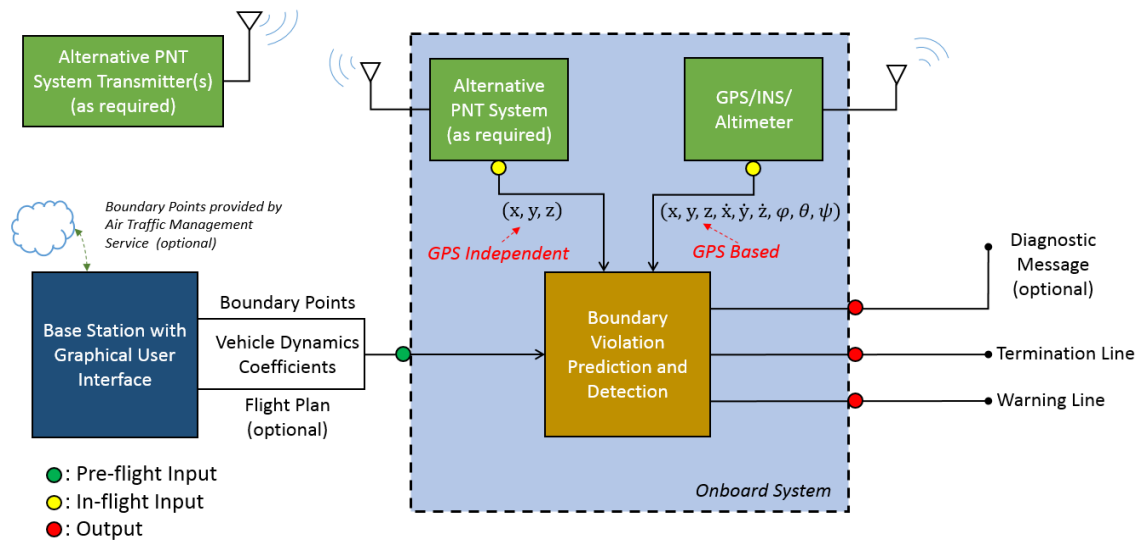 Alternative PNT
System Transmitter(s)
(as required)
Alternative
PNT System
(as required)
GPS/INS/
Altimeter
(x, y, z)
GPS Independent
(x, y, z, ẋ, ẏ, ż, φ, θ, ψ)
GPS Based
Boundary Points provided by
Air Traffic Management
Service (optional)
Base Station with
Graphical User
Interface
Boundary Points
Vehicle Dynamics
Coefficients
Flight Plan
(optional)
Boundary
Violation
Prediction and
Detection
Diagnostic
Message
(optional)
Termination Line
Warning Line
: Pre-flight Input
: In-flight Input
: Output
Onboard System